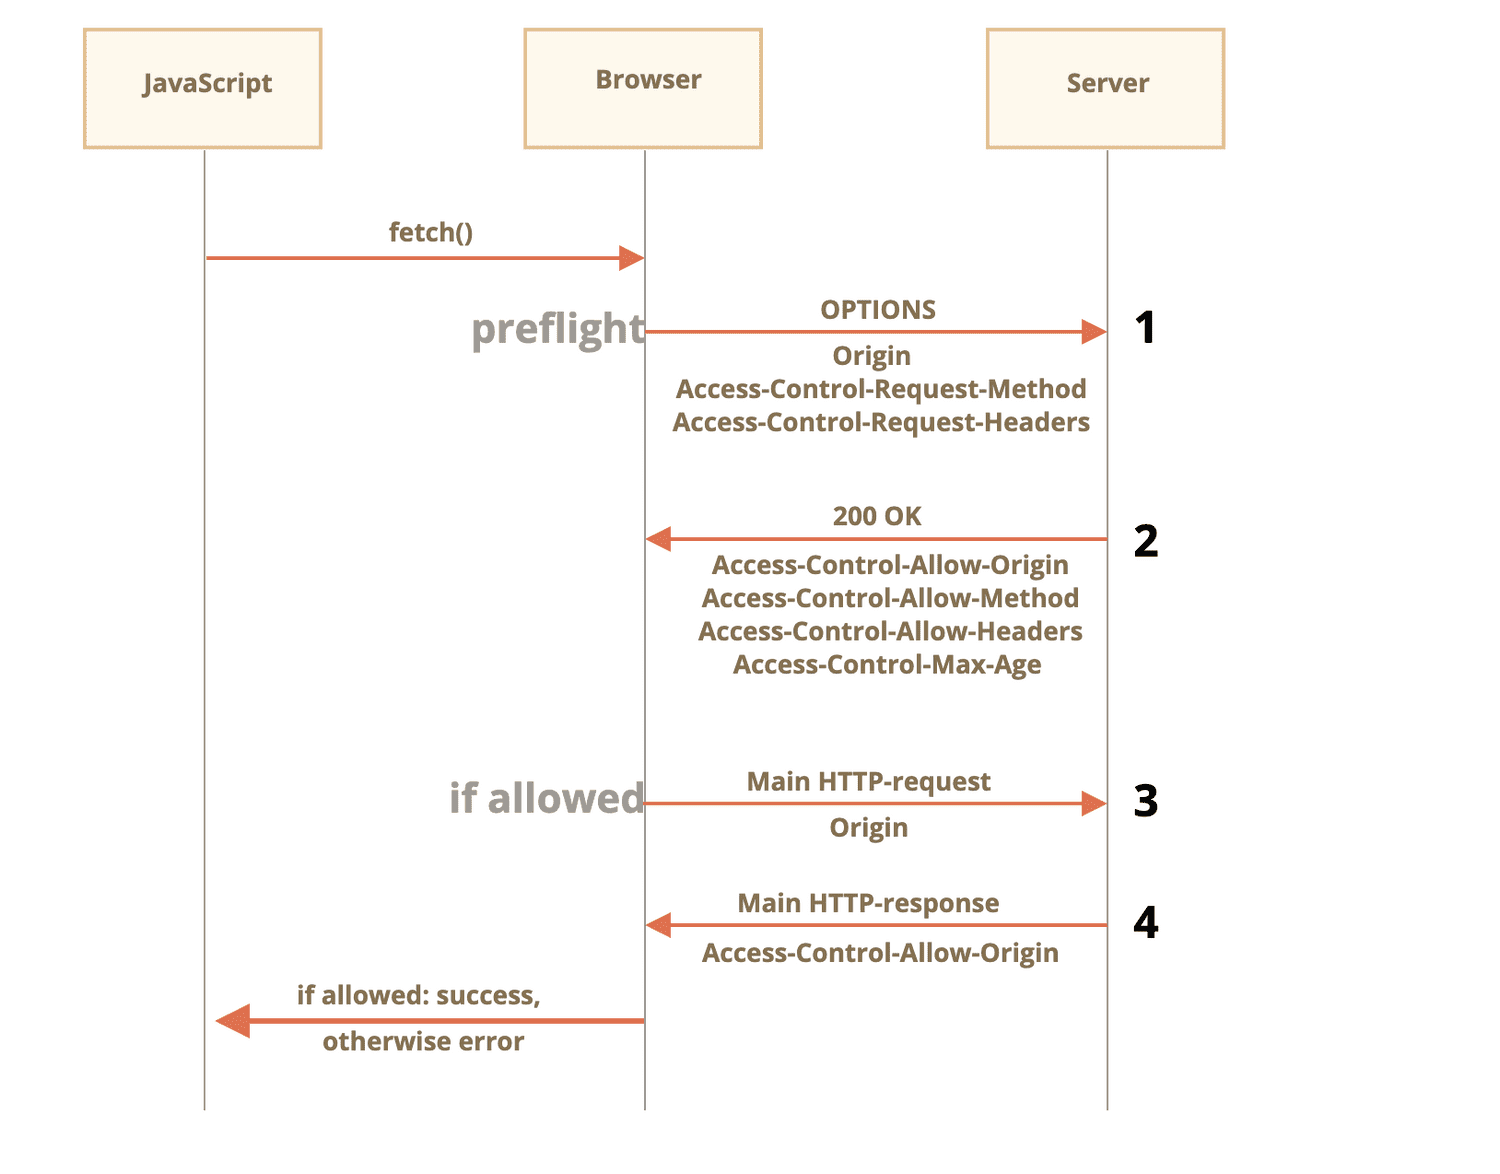 JavaScript
Browser
Server
fetch()
preflight
OPTIONS
1
Origin
Access-Control-Request-Method
Access-Control-Request-Headers
200 OK
2
Access-Control-Allow-Origin
Access-Control-Allow-Method
Access-Control-Allow-Headers
Access-Control-Max-Age
if allowed
Main HTTP-request
3
Origin
Main HTTP-response
4
Access-Control-Allow-Origin
if allowed: success,
otherwise error